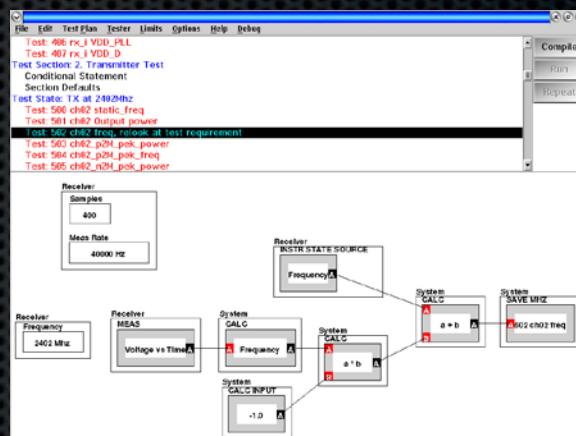 File Edit Test Plan Tester Limits Options Help Debug
Test: 406 rx_i VDD_PLL
Test: 407 rx_i VDD_D
Test Section: 2. Transmitter Test
Conditional Statement
Section Defaults
Test State: TX at 2402Mhz
Test: 500 ch02 static_freq
Test: 501 ch02 Output power
Test: 502 ch02 freq, relook at test requirement
Test: 503 ch02_p2M_pek_power
Test: 504 ch02_p2M_pek_freq
Test: 505 ch02_n2M_pek_power
Compile
Run
Repeat
Receiver
Samples
400
Meas Rate
40000 Hz
Receiver
INSTR STATE SOURCE
Frequency A
Receiver
Frequency
2402 Mhz
Receiver
MEAS
Voltage vs Time A
System
CALC
A Frequency A
System
CALC
A
B
a * b A
System
CALC
A
B
a + b A
System
SAVE MHZ
A 502 ch02 freq
System
CALC INPUT
-1.0 A